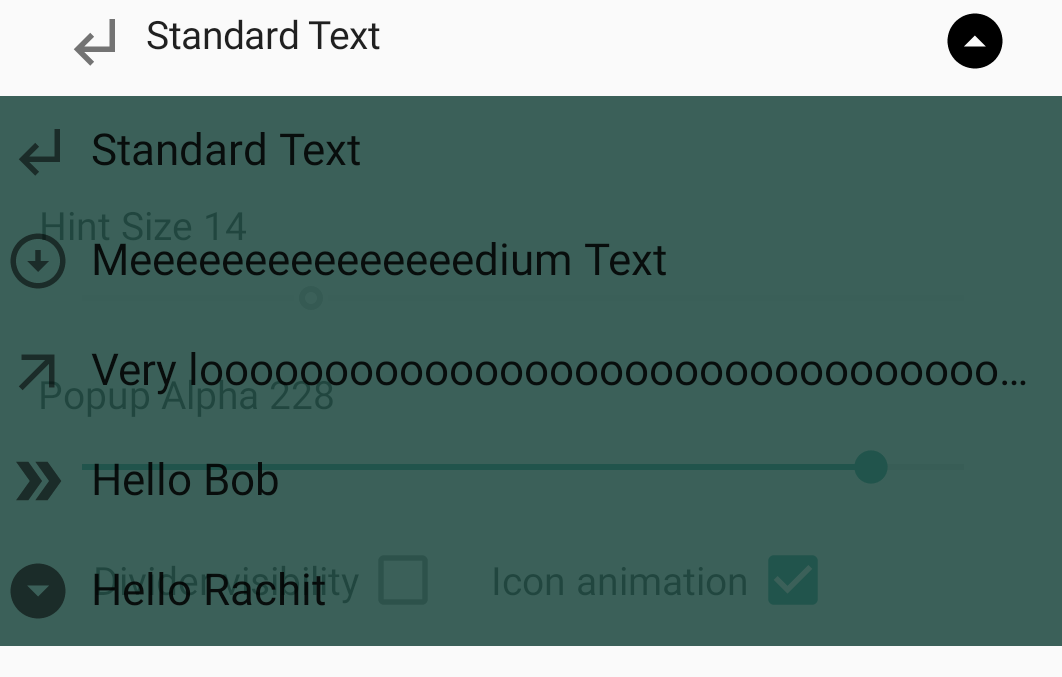 Standard Text
Standard Text
Hint Size 14
Meeeeeeeeeeeeeeedium Text
Very looooooooooooooooooooooooooooooooo...
Popup Alpha 228
Hello Bob
Divider visibility
Icon animation
Hello Rachit